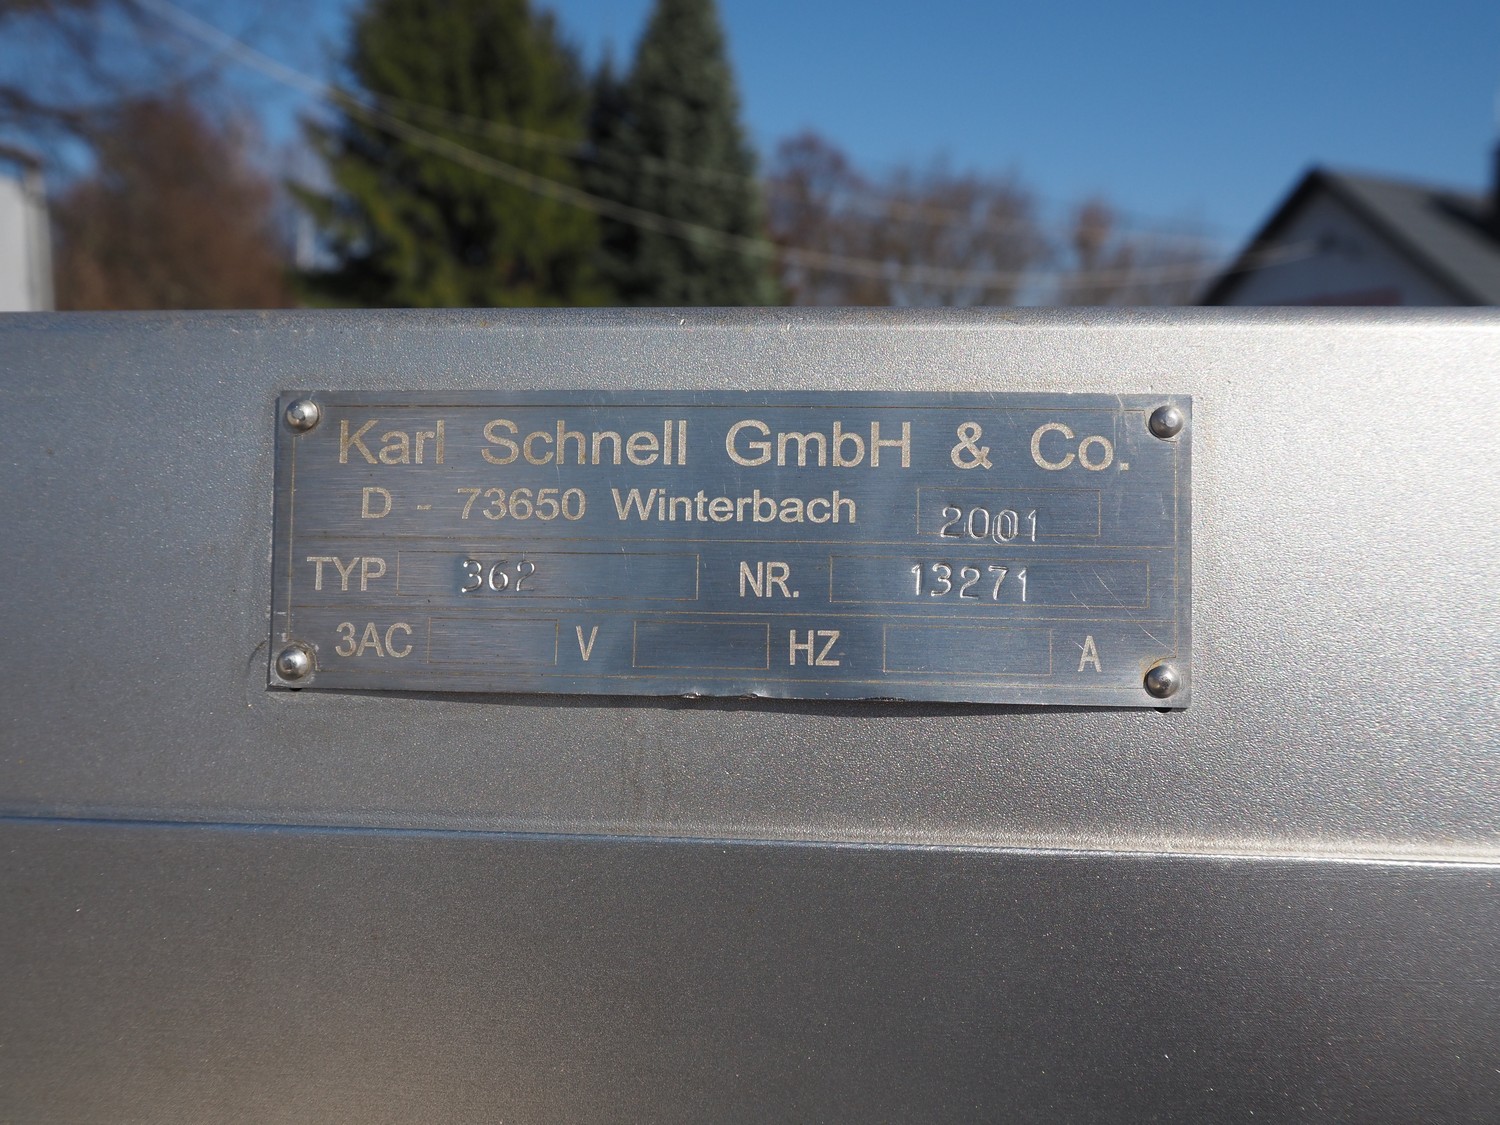 Karl Schnell GmbH & Co.
D - 73650 Winterbach 2001
TYP 362 NR. 13271
3AC V HZ A